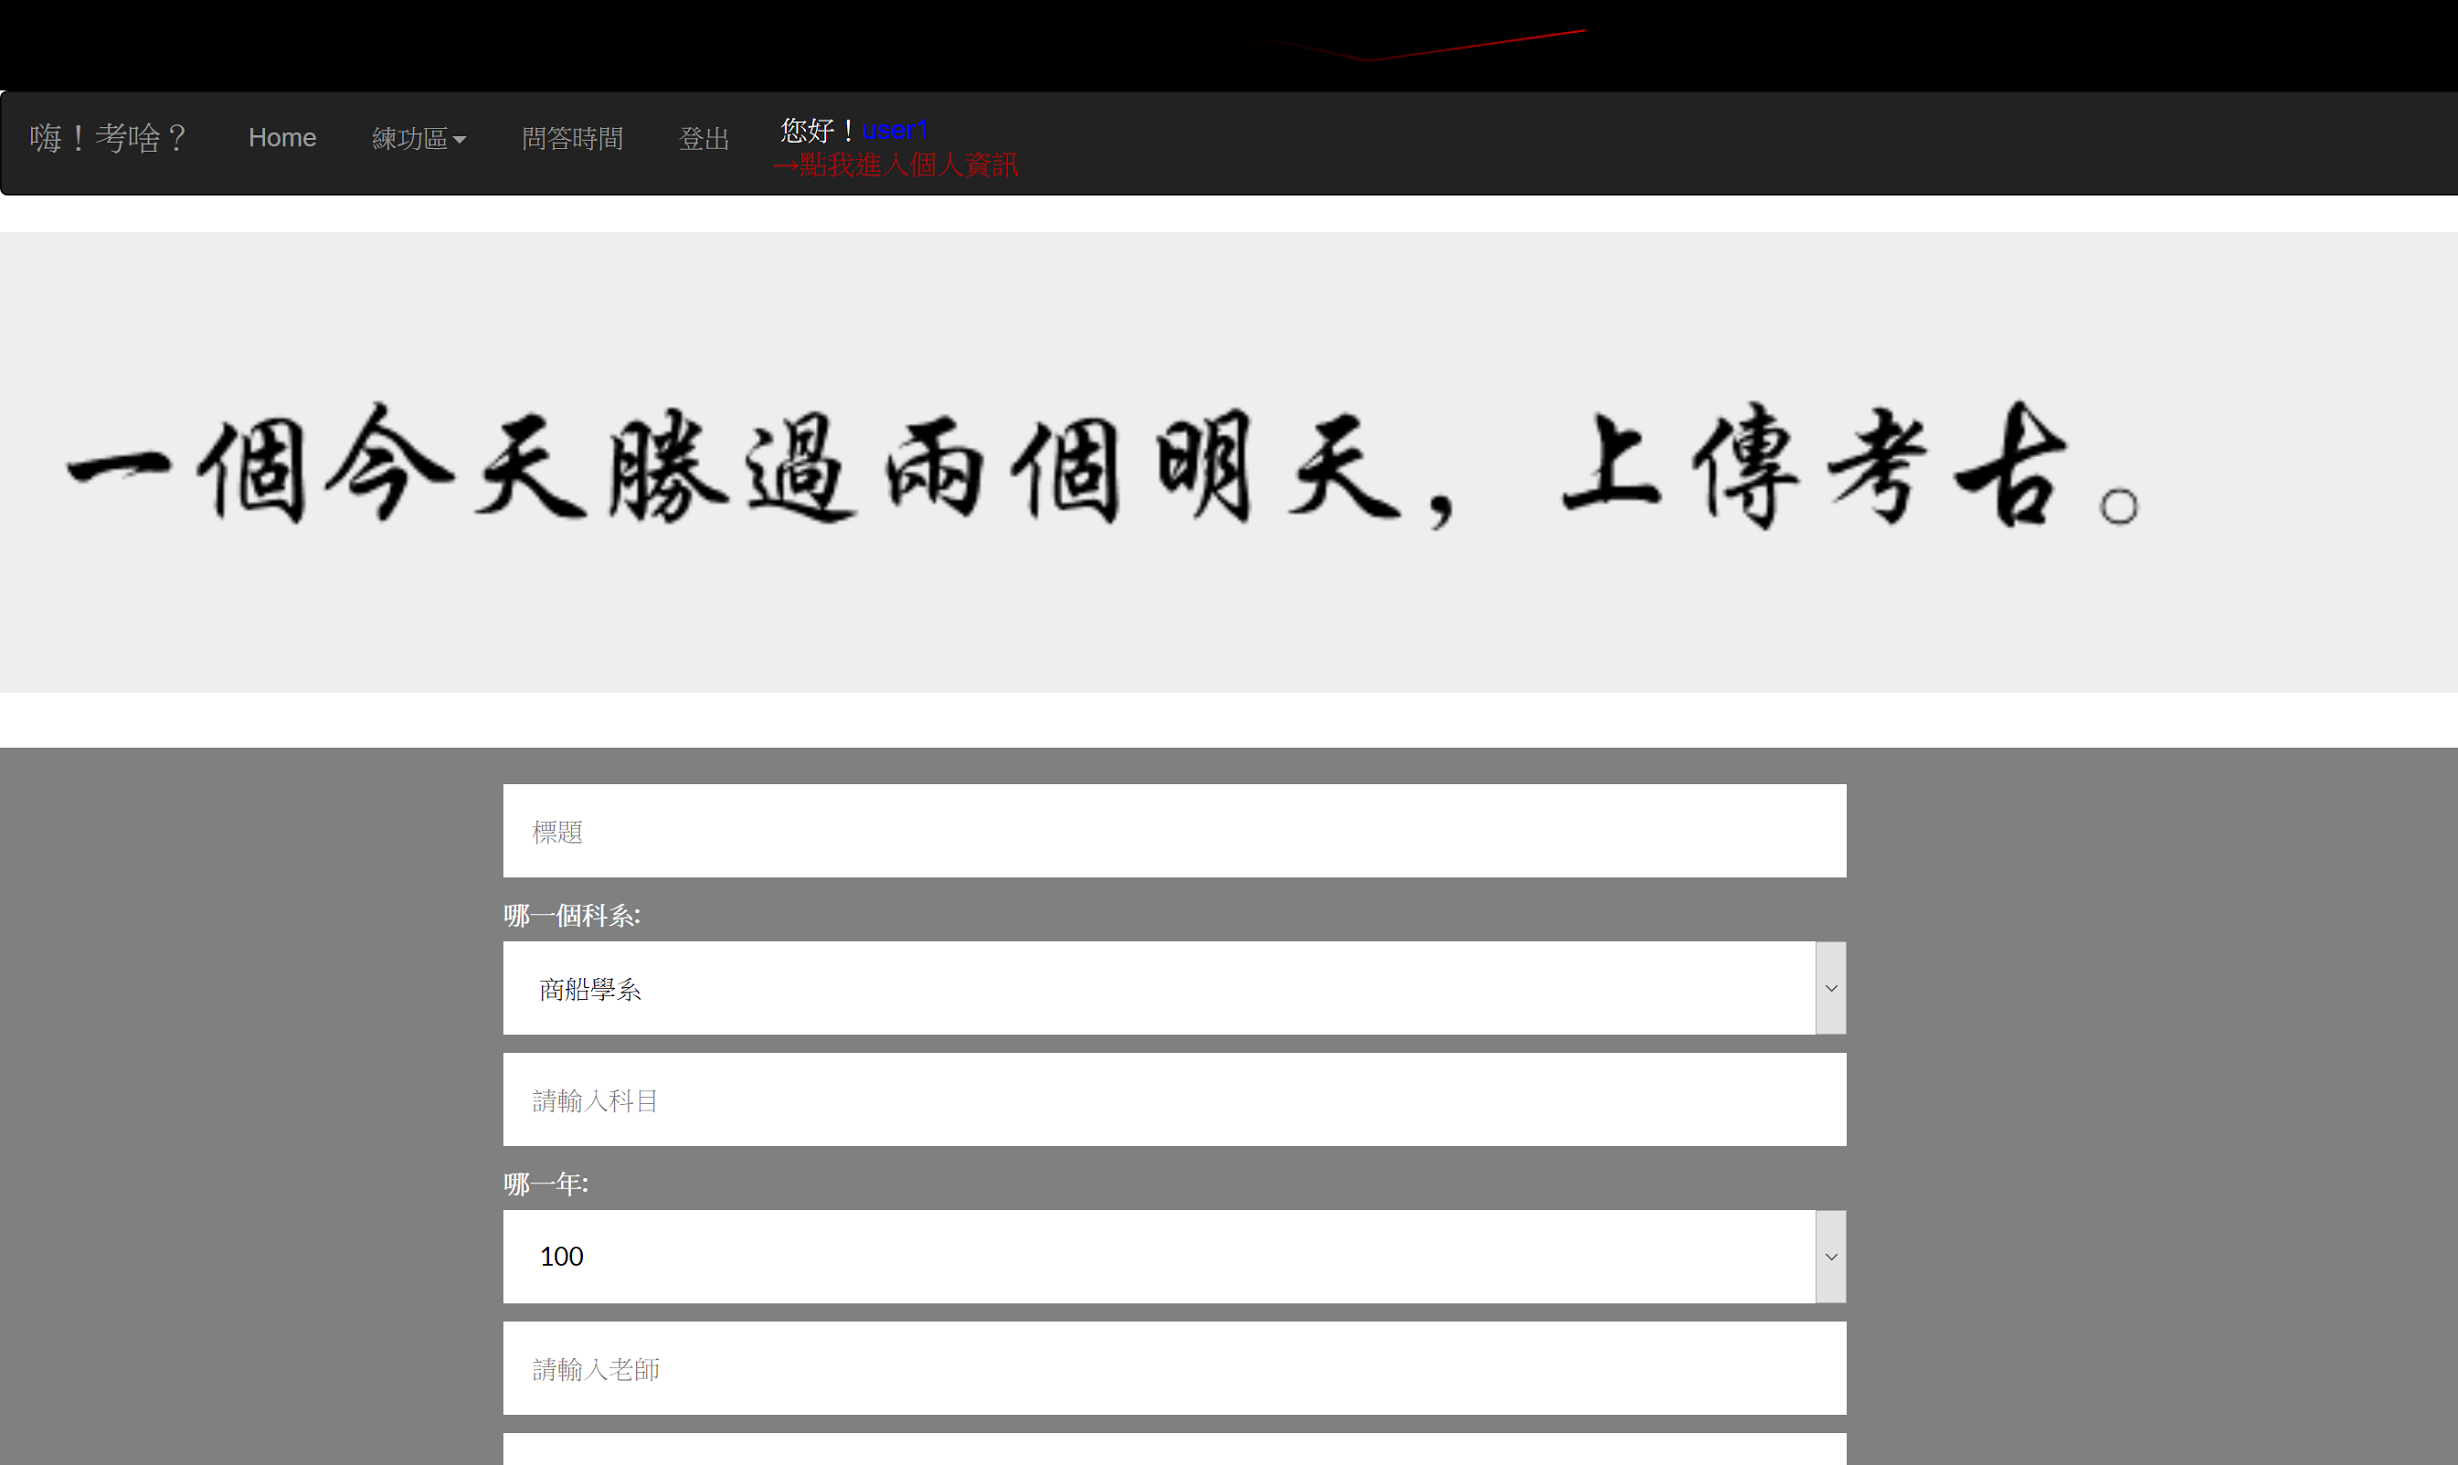 嗨！考啥？ Home 練功區 問答時間 登出 您好！user1
→點我進入個人資訊
一個今天勝過兩個明天，上傳考古。
標題
哪一個科系:
商船學系
請輸入科目
哪一年:
100
請輸入老師